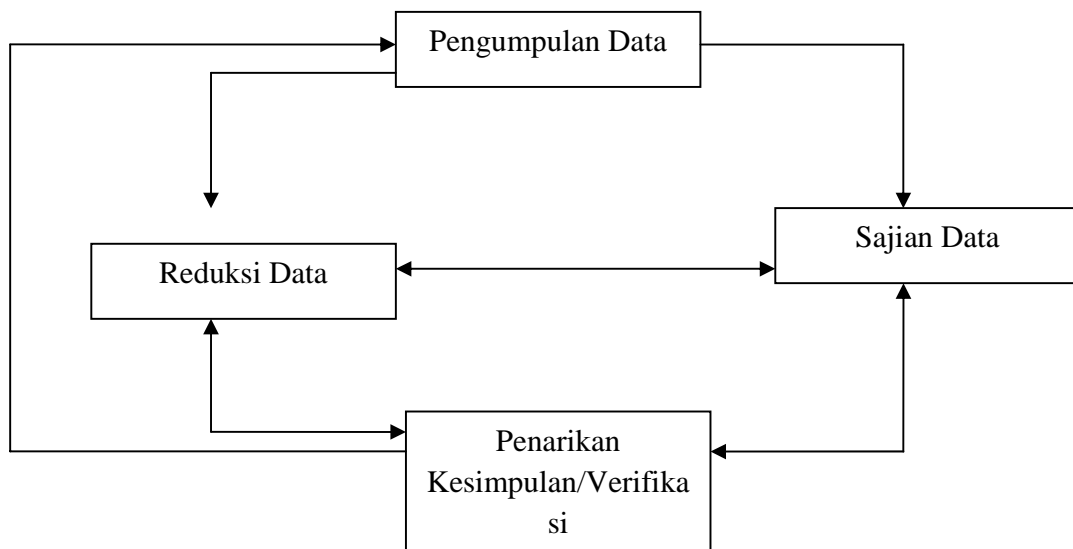 Pengumpulan Data
Sajian Data
Reduksi Data
Penarikan
Kesimpulan/Verifika
si